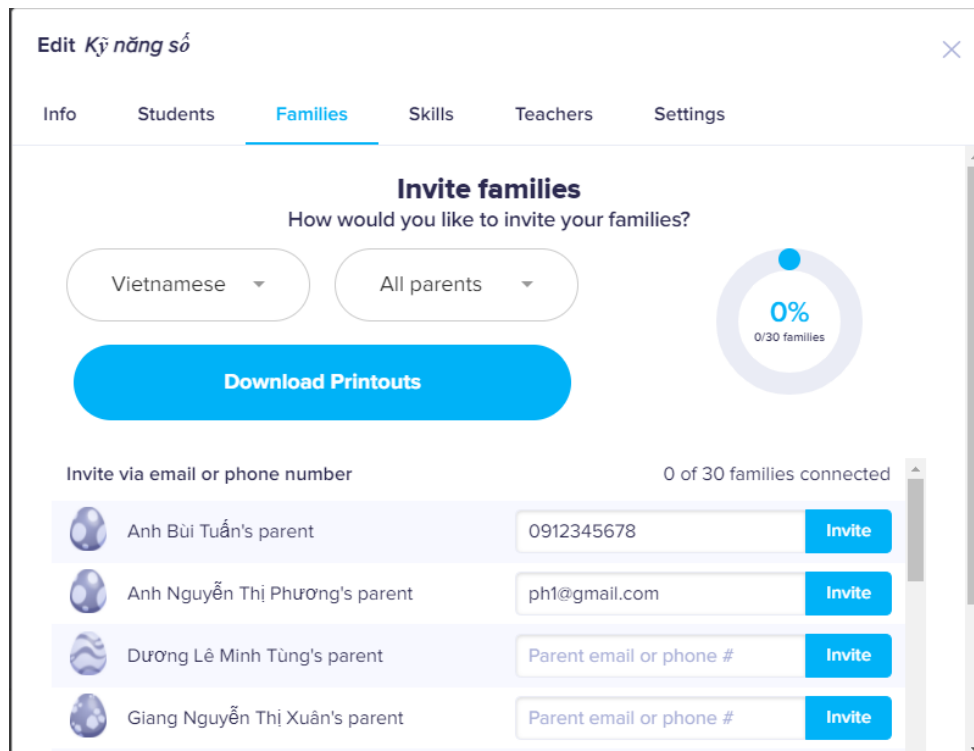 Edit Kỹ năng số
Info Students Families Skills Teachers Settings
Invite families
How would you like to invite your families?
Vietnamese All parents
0%
0/30 families
Download Printouts
Invite via email or phone number 0 of 30 families connected
Anh Bùi Tuấn's parent 0912345678 Invite
Anh Nguyễn Thị Phương's parent ph1@gmail.com Invite
Dương Lê Minh Tùng's parent Parent email or phone # Invite
Giang Nguyễn Thị Xuân's parent Parent email or phone # Invite